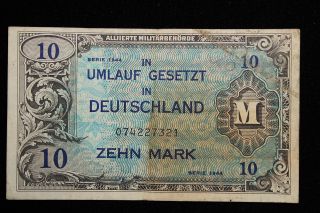 ALLIIERTE MILITÄRBEHÖRDE
10 SERIE 1944 IN 10
UMLAUF GESETZT
IN
DEUTSCHLAND
M
074227321
10 ZEHN MARK 10
SERIE 1944